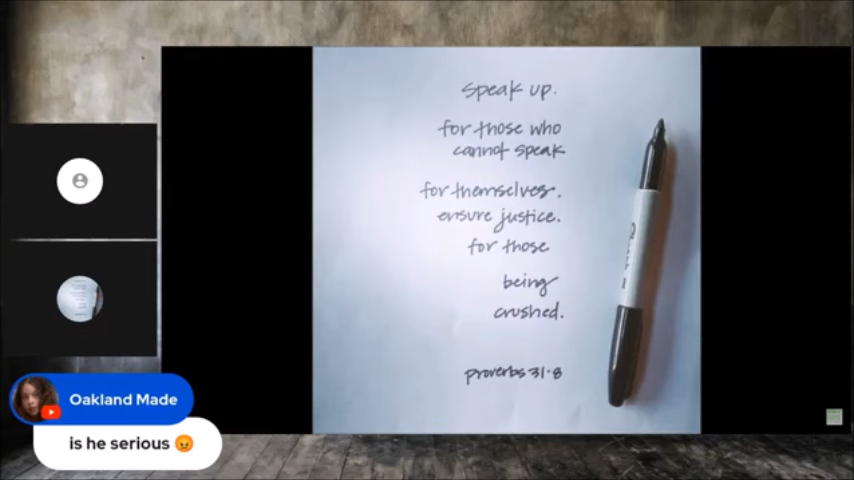 speak up.
for those who
cannot speak
for themselves.
ensure justice.
for those
being
crushed.
proverbs 31.8
Oakland Made
is he serious 😡